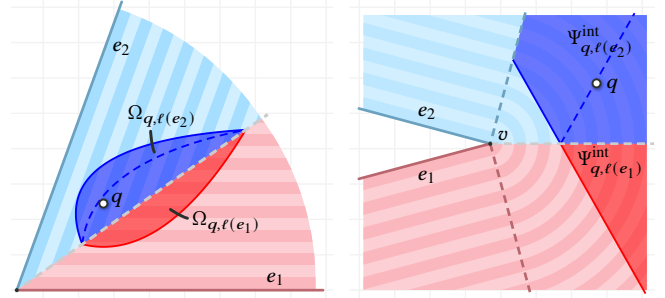 e₂
Ω_{q,ℓ(e₂)}
q
Ω_{q,ℓ(e₁)}
e₁
Ψ^{int}_{q,ℓ(e₂)}
q
e₂
v
Ψ^{int}_{q,ℓ(e₁)}
e₁